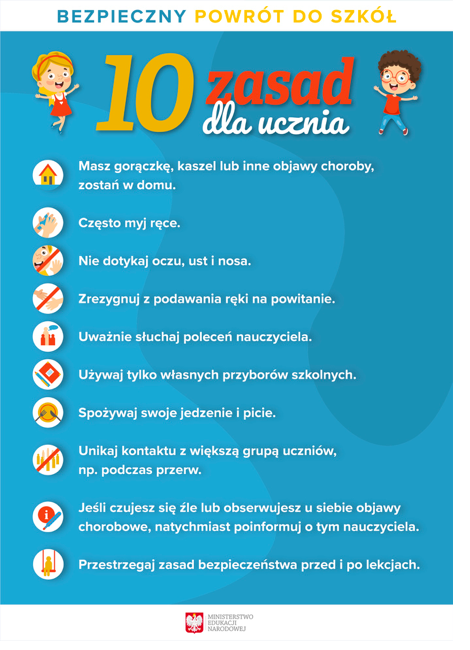 BEZPIECZNY POWRÓT DO SZKÓŁ
10 zasad
dla ucznia
Masz gorączkę, kaszel lub inne objawy choroby,
zostań w domu.
Często myj ręce.
Nie dotykaj oczu, ust i nosa.
Zrezygnuj z podawania ręki na powitanie.
Uważnie słuchaj poleceń nauczyciela.
Używaj tylko własnych przyborów szkolnych.
Spożywaj swoje jedzenie i picie.
Unikaj kontaktu z większą grupą uczniów,
np. podczas przerw.
Jeśli czujesz się źle lub obserwujesz u siebie objawy
chorobowe, natychmiast poinformuj o tym nauczyciela.
Przestrzegaj zasad bezpieczeństwa przed i po lekcjach.
MINISTERSTWO
EDUKACJI
NARODOWEJ